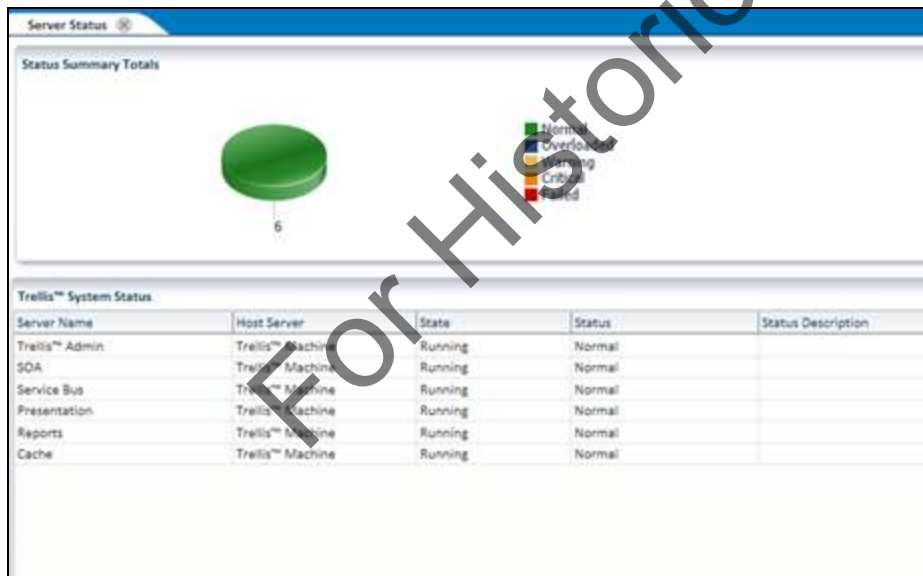 Server Status
Status Summary Totals
Normal
Overloaded
Warning
Critical
Failed
6
Trellis™ System Status
Server Name Host Server State Status Status Description
Trellis™ Admin Trellis™ Machine Running Normal
SOA Trellis™ Machine Running Normal
Service Bus Trellis™ Machine Running Normal
Presentation Trellis™ Machine Running Normal
Reports Trellis™ Machine Running Normal
Cache Trellis™ Machine Running Normal
For Historic